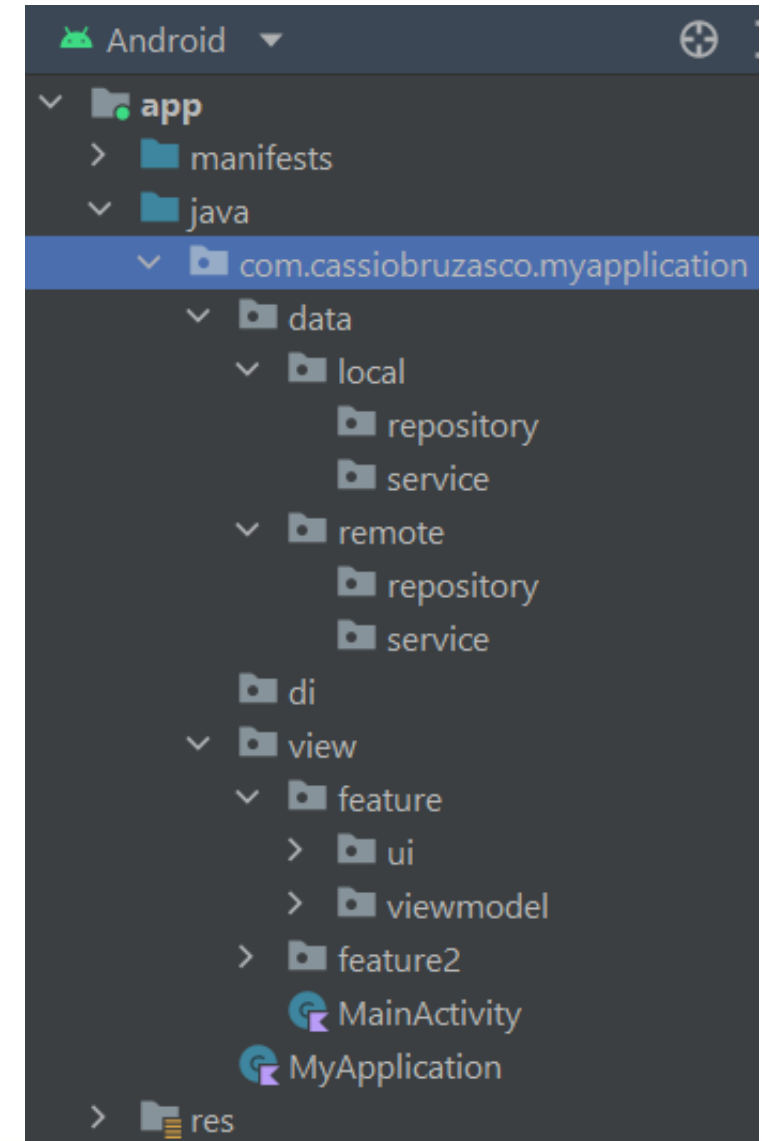 Android
app
manifests
java
com.cassiobruzasco.myapplication
data
local
repository
service
remote
repository
service
di
view
feature
ui
viewmodel
feature2
MainActivity
MyApplication
res